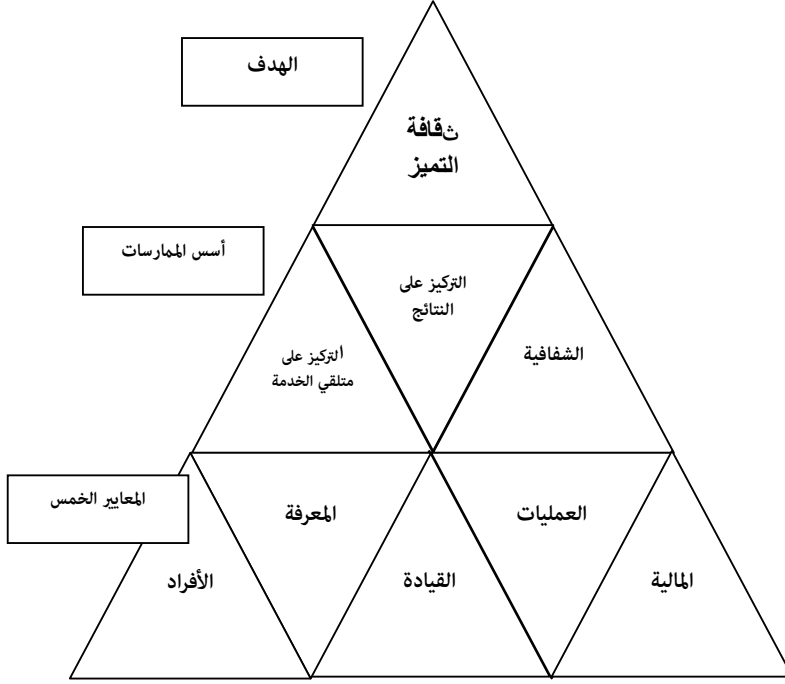 الهدف
ثقافة
التميز
أسس الممارسات
التركيز على
النتائج
الشفافية
التركيز على
متلقي الخدمة
المعايير الخمس
المعرفة
العمليات
الأفراد
القيادة
المالية